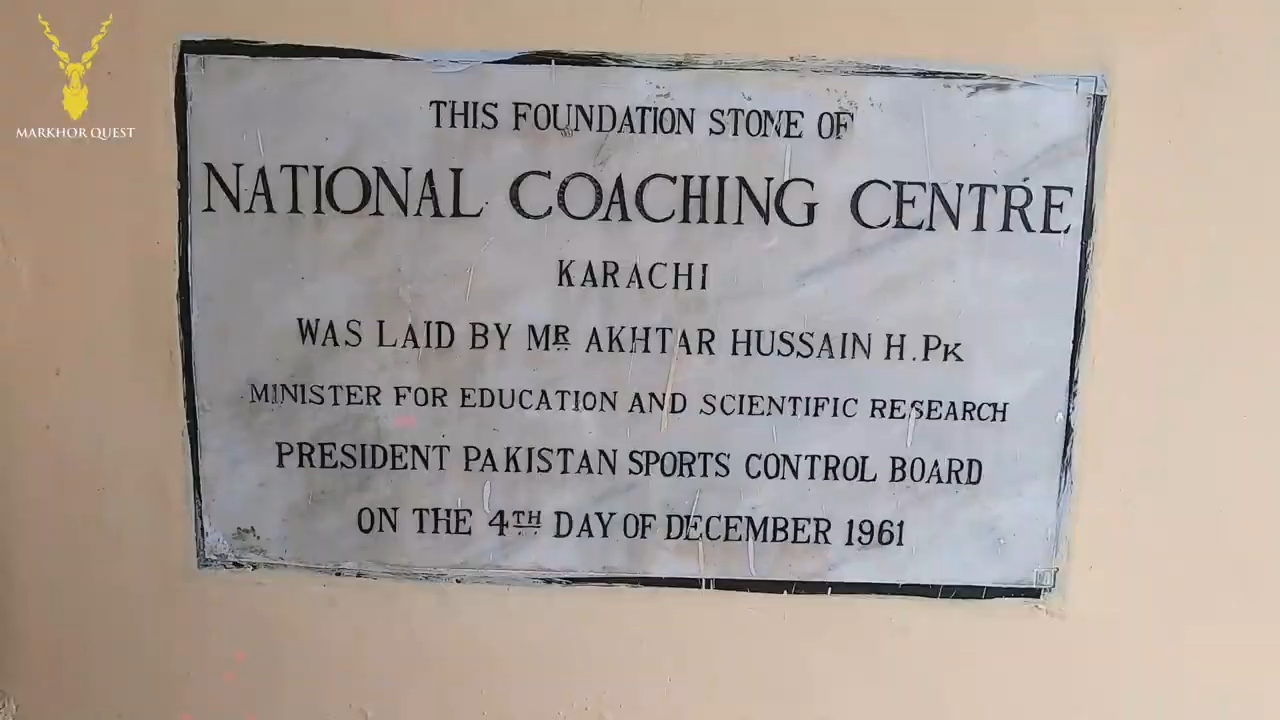 MARKHOR QUEST
THIS FOUNDATION STONE OF
NATIONAL COACHING CENTRE
KARACHI
WAS LAID BY MR AKHTAR HUSSAIN H.PK
MINISTER FOR EDUCATION AND SCIENTIFIC RESEARCH
PRESIDENT PAKISTAN SPORTS CONTROL BOARD
ON THE 4TH DAY OF DECEMBER 1961